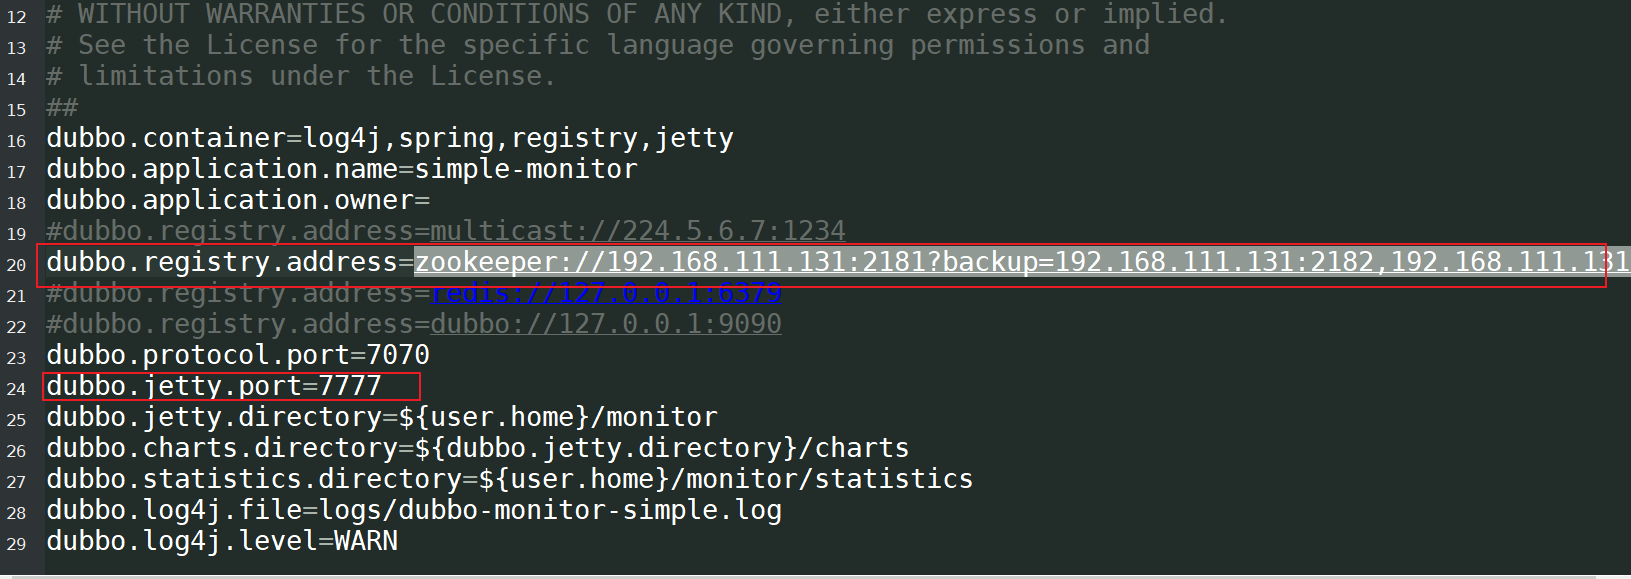 12 # WITHOUT WARRANTIES OR CONDITIONS OF ANY KIND, either express or implied.
13 # See the License for the specific language governing permissions and
14 # limitations under the License.
15 ##
16 dubbo.container=log4j,spring,registry,jetty
17 dubbo.application.name=simple-monitor
18 dubbo.application.owner=
19 #dubbo.registry.address=multicast://224.5.6.7:1234
20 dubbo.registry.address=zookeeper://192.168.111.131:2181?backup=192.168.111.131:2182,192.168.111.131
21 #dubbo.registry.address=redis://127.0.0.1:6379
22 #dubbo.registry.address=dubbo://127.0.0.1:9090
23 dubbo.protocol.port=7070
24 dubbo.jetty.port=7777
25 dubbo.jetty.directory=${user.home}/monitor
26 dubbo.charts.directory=${dubbo.jetty.directory}/charts
27 dubbo.statistics.directory=${user.home}/monitor/statistics
28 dubbo.log4j.file=logs/dubbo-monitor-simple.log
29 dubbo.log4j.level=WARN